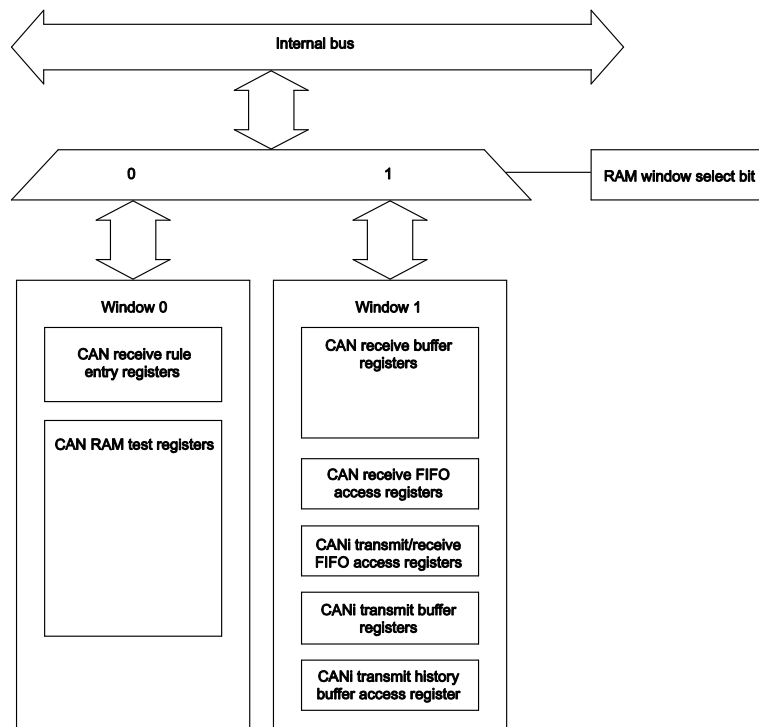 Internal bus
0
1
RAM window select bit
Window 0
CAN receive rule
entry registers
CAN RAM test registers
Window 1
CAN receive buffer
registers
CAN receive FIFO
access registers
CANi transmit/receive
FIFO access registers
CANi transmit buffer
registers
CANi transmit history
buffer access register